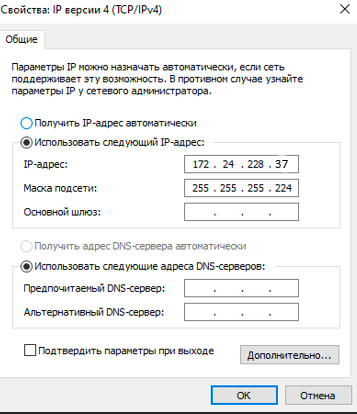 Свойства: IP версии 4 (TCP/IPv4)
Общие
Параметры IP можно назначать автоматически, если сеть
поддерживает эту возможность. В противном случае узнайте
параметры IP у сетевого администратора.
Получить IP-адрес автоматически
Использовать следующий IP-адрес:
IP-адрес: 172 . 24 . 228 . 37
Маска подсети: 255 . 255 . 255 . 224
Основной шлюз: . . .
Получить адрес DNS-сервера автоматически
Использовать следующие адреса DNS-серверов:
Предпочитаемый DNS-сервер: . . .
Альтернативный DNS-сервер: . . .
Подтвердить параметры при выходе
Дополнительно...
OK Отмена